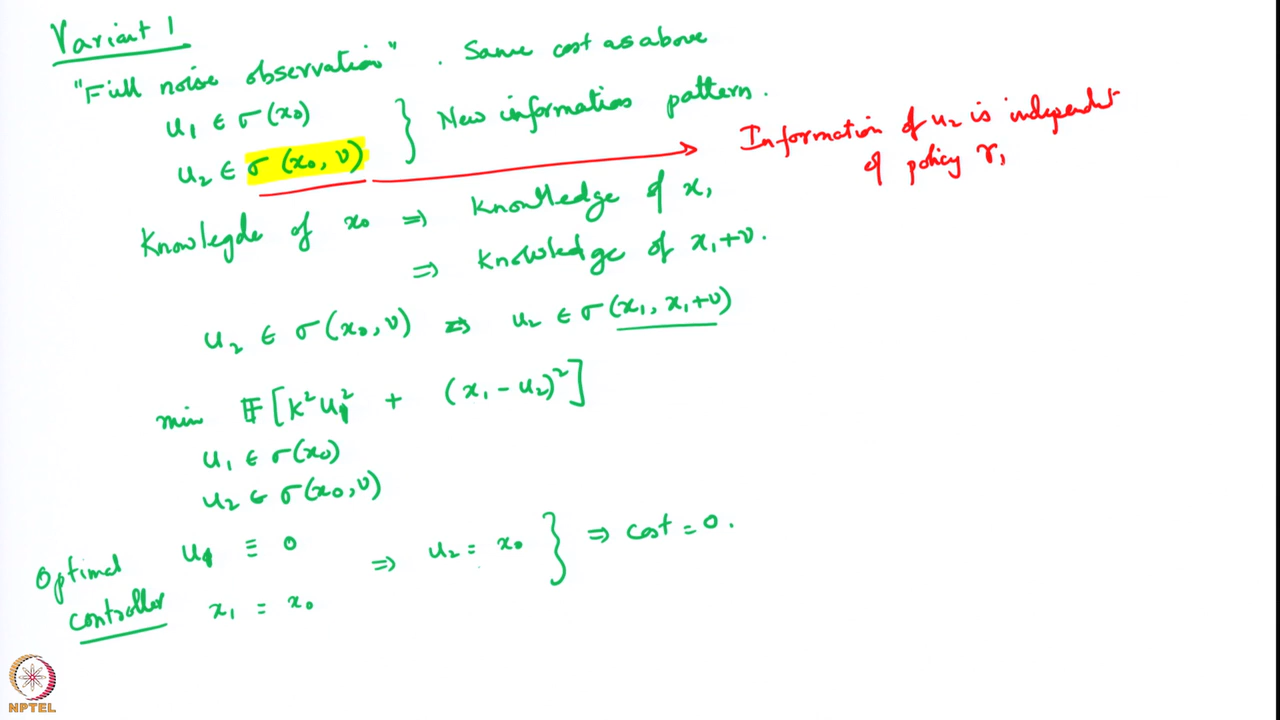 Variant 1
"Full noise observation". Same cost as above
u₁ ∈ σ(x₀)
u₂ ∈ σ(x₀, v)
} New information pattern.
Information of u₂ is independent
of policy γ₁
Knowlegde of x₀ ⇒ Knowledge of x₁
⇒ Knowledge of x₁+v.
u₂ ∈ σ(x₀, v) ⇔ u₂ ∈ σ(x₁, x₁+v)
min 𝔼[k²u₁² + (x₁ - u₂)²]
u₁ ∈ σ(x₀)
u₂ ∈ σ(x₀, v)
Optimal controller
u₁ ≡ 0
x₁ = x₀
⇒ u₂ = x₀ } ⇒ cost = 0.
NPTEL